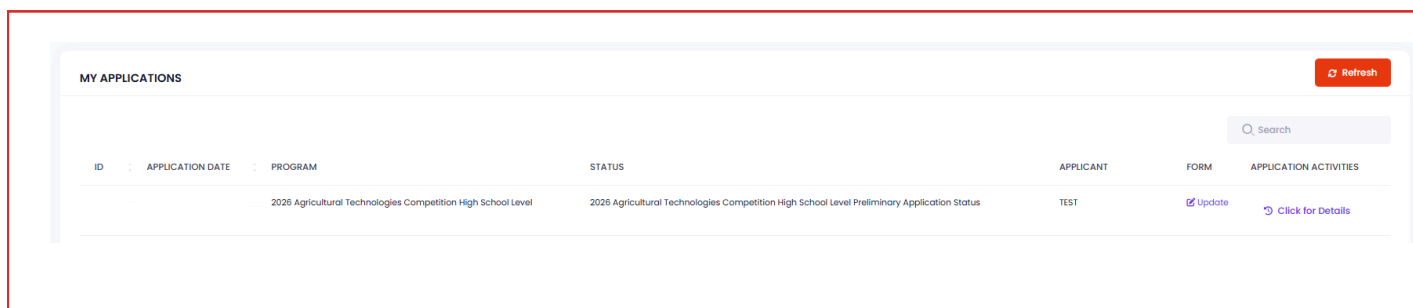 MY APPLICATIONS
Refresh
Search
ID APPLICATION DATE PROGRAM STATUS APPLICANT FORM APPLICATION ACTIVITIES
2026 Agricultural Technologies Competition High School Level 2026 Agricultural Technologies Competition High School Level Preliminary Application Status TEST Update Click for Details